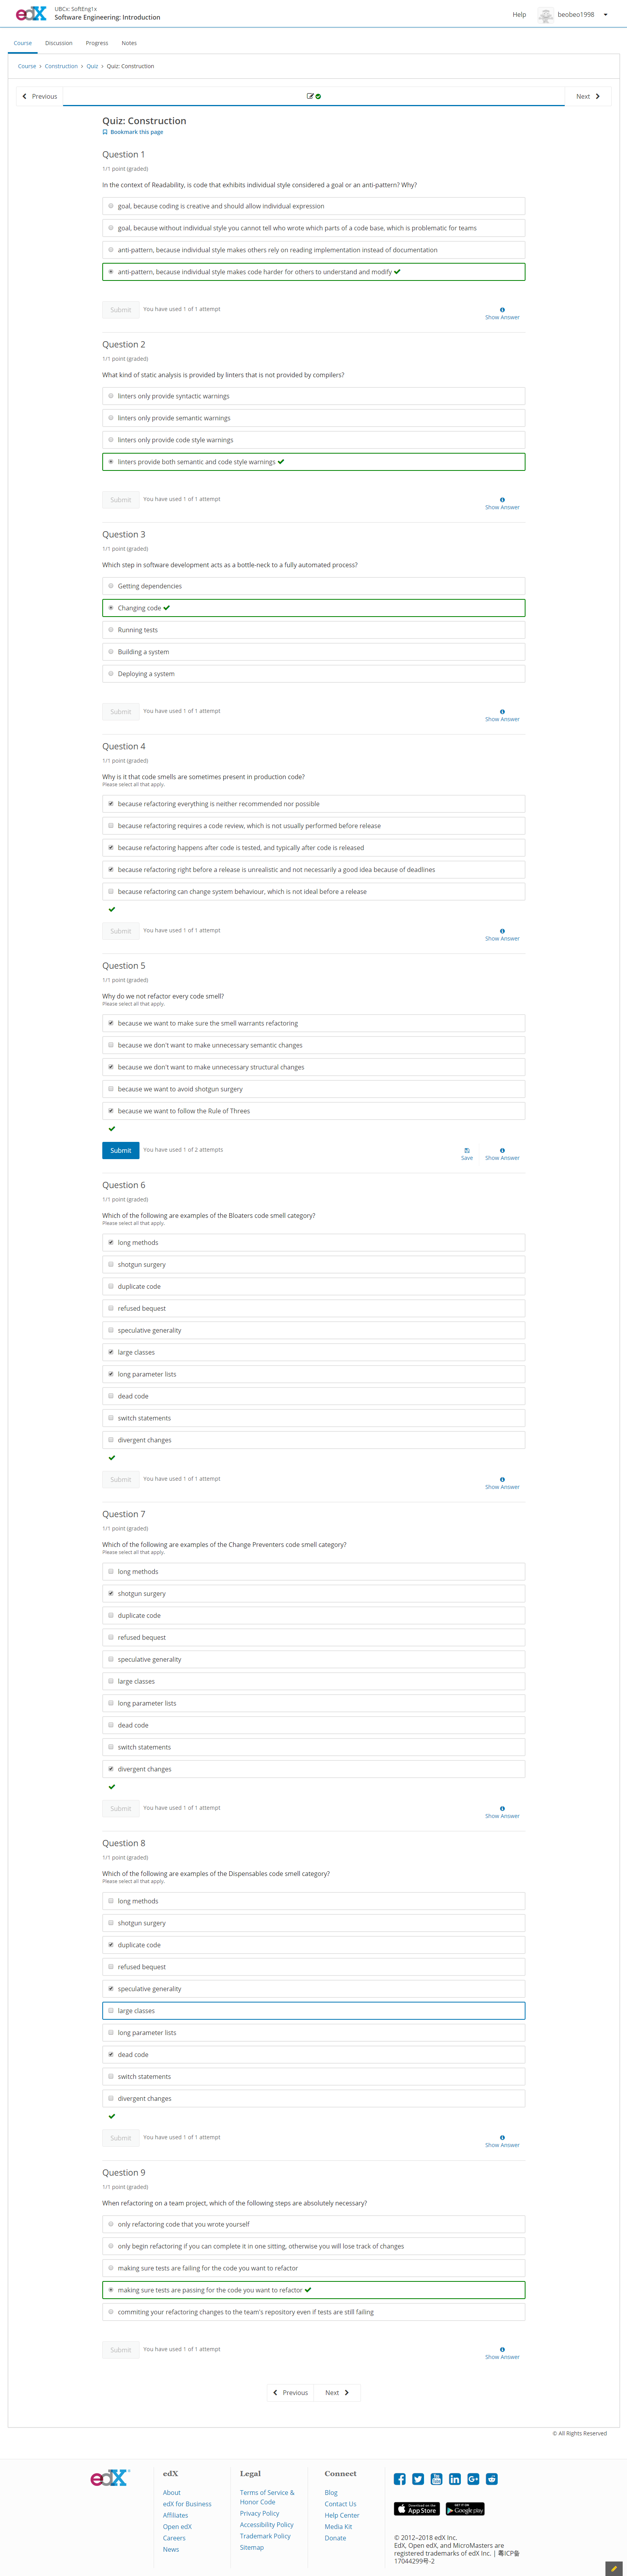 edX
UBCx: SoftEng1x
Software Engineering: Introduction
Help
beobeo1998
Course Discussion Progress Notes
Course › Construction › Quiz › Quiz: Construction
Previous
Next
Quiz: Construction
Bookmark this page
Question 1
1/1 point (graded)
In the context of Readability, is code that exhibits individual style considered a goal or an anti-pattern? Why?
goal, because coding is creative and should allow individual expression
goal, because without individual style you cannot tell who wrote which parts of a code base, which is problematic for teams
anti-pattern, because individual style makes others rely on reading implementation instead of documentation
anti-pattern, because individual style makes code harder for others to understand and modify
Submit
You have used 1 of 1 attempt
Show Answer
Question 2
1/1 point (graded)
What kind of static analysis is provided by linters that is not provided by compilers?
linters only provide syntactic warnings
linters only provide semantic warnings
linters only provide code style warnings
linters provide both semantic and code style warnings
Submit
You have used 1 of 1 attempt
Show Answer
Question 3
1/1 point (graded)
Which step in software development acts as a bottle-neck to a fully automated process?
Getting dependencies
Changing code
Running tests
Building a system
Deploying a system
Submit
You have used 1 of 1 attempt
Show Answer
Question 4
1/1 point (graded)
Why is it that code smells are sometimes present in production code?
Please select all that apply.
because refactoring everything is neither recommended nor possible
because refactoring requires a code review, which is not usually performed before release
because refactoring happens after code is tested, and typically after code is released
because refactoring right before a release is unrealistic and not necessarily a good idea because of deadlines
because refactoring can change system behaviour, which is not ideal before a release
Submit
You have used 1 of 1 attempt
Show Answer
Question 5
1/1 point (graded)
Why do we not refactor every code smell?
Please select all that apply.
because we want to make sure the smell warrants refactoring
because we don't want to make unnecessary semantic changes
because we don't want to make unnecessary structural changes
because we want to avoid shotgun surgery
because we want to follow the Rule of Threes
Submit
You have used 1 of 2 attempts
Save
Show Answer
Question 6
1/1 point (graded)
Which of the following are examples of the Bloaters code smell category?
Please select all that apply.
long methods
shotgun surgery
duplicate code
refused bequest
speculative generality
large classes
long parameter lists
dead code
switch statements
divergent changes
Submit
You have used 1 of 1 attempt
Show Answer
Question 7
1/1 point (graded)
Which of the following are examples of the Change Preventers code smell category?
Please select all that apply.
long methods
shotgun surgery
duplicate code
refused bequest
speculative generality
large classes
long parameter lists
dead code
switch statements
divergent changes
Submit
You have used 1 of 1 attempt
Show Answer
Question 8
1/1 point (graded)
Which of the following are examples of the Dispensables code smell category?
Please select all that apply.
long methods
shotgun surgery
duplicate code
refused bequest
speculative generality
large classes
long parameter lists
dead code
switch statements
divergent changes
Submit
You have used 1 of 1 attempt
Show Answer
Question 9
1/1 point (graded)
When refactoring on a team project, which of the following steps are absolutely necessary?
only refactoring code that you wrote yourself
only begin refactoring if you can complete it in one sitting, otherwise you will lose track of changes
making sure tests are failing for the code you want to refactor
making sure tests are passing for the code you want to refactor
commiting your refactoring changes to the team's repository even if tests are still failing
Submit
You have used 1 of 1 attempt
Show Answer
Previous
Next
© All Rights Reserved
edX
edX
About
edX for Business
Affiliates
Open edX
Careers
News
Legal
Terms of Service &
Honor Code
Privacy Policy
Accessibility Policy
Trademark Policy
Sitemap
Connect
Blog
Contact Us
Help Center
Media Kit
Donate
Download on the
App Store
GET IT ON
Google play
© 2012–2018 edX Inc.
EdX, Open edX, and MicroMasters are
registered trademarks of edX Inc. | 粤ICP备
17044299号-2